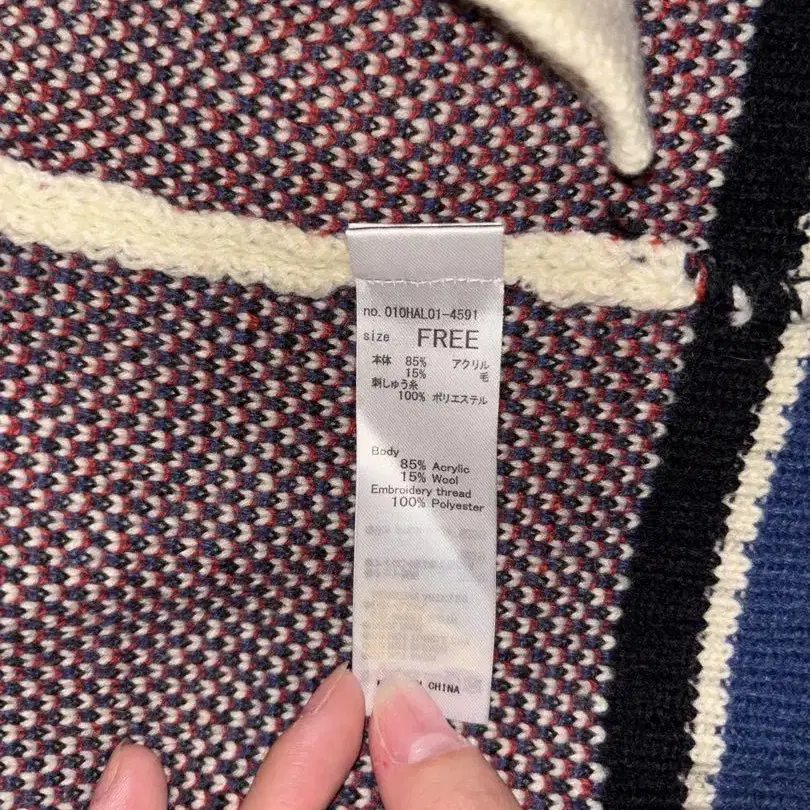 no. 010HAL01-4591
size FREE
本体 85% アクリル
15% 毛
刺しゅう糸
100% ポリエステル
Body
85% Acrylic
15% Wool
Embroidery thread
100% Polyester
CHINA